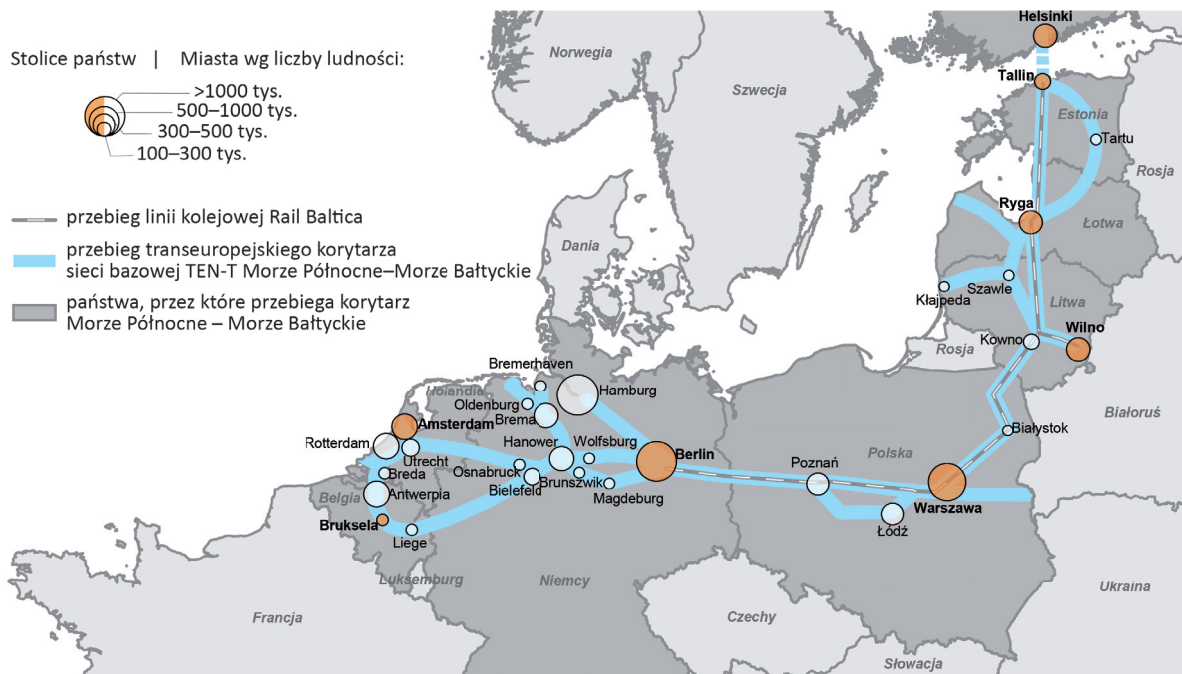 Stolice państw | Miasta wg liczby ludności:
>1000 tys.
500–1000 tys.
300–500 tys.
100–300 tys.
przebieg linii kolejowej Rail Baltica
przebieg transeuropejskiego korytarza
sieci bazowej TEN-T Morze Północne–Morze Bałtyckie
państwa, przez które przebiega korytarz
Morze Północne – Morze Bałtyckie
Helsinki
Norwegia
Szwecja
Tallin
Estonia
Tartu
Rosja
Ryga
Łotwa
Dania
Szawle
Kłajpeda
Litwa
Wilno
Kowno
Rosja
Bremerhaven
Hamburg
Holandia
Oldenburg
Brema
Amsterdam
Białoruś
Rotterdam
Utrecht
Hanower
Wolfsburg
Berlin
Białystok
Osnabruck
Breda
Bielefeld
Brunszwik
Magdeburg
Poznań
Polska
Belgia
Antwerpia
Warszawa
Bruksela
Liege
Łódź
Luksemburg
Niemcy
Ukraina
Francja
Czechy
Słowacja